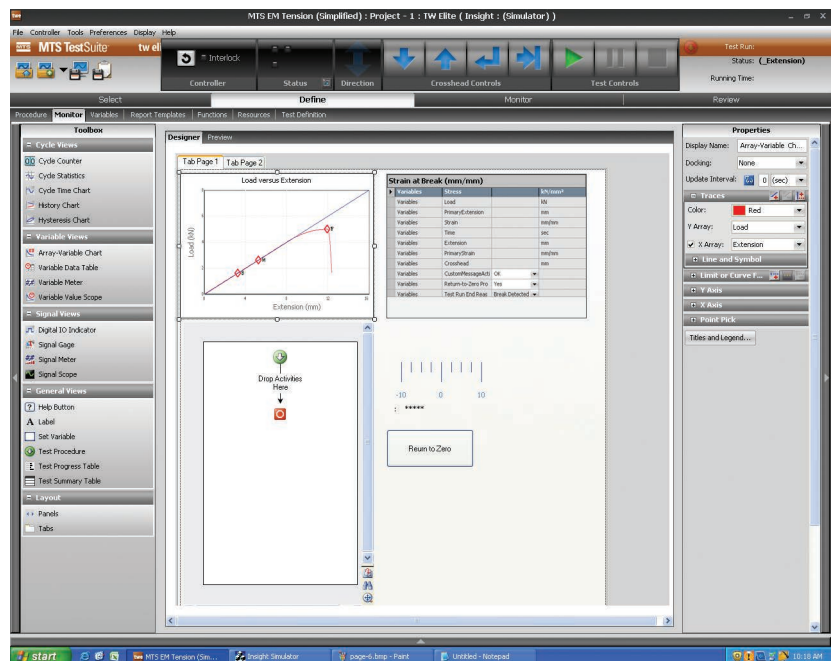 MTS EM Tension (Simplified) : Project - 1 : TW Elite ( Insight : (Simulator) )
File Controller Tools Preferences Display Help
MTS TestSuite tw eli
Interlock
Controller Status Direction Crosshead Controls Test Controls
Test Run:
Status: (_Extension)
Running Time:
Select Define Monitor Review
Procedure Monitor Variables Report Templates Functions Resources Test Definition
Toolbox
Cycle Views
Cycle Counter
Cycle Statistics
Cycle Time Chart
History Chart
Hysteresis Chart
Variable Views
Array-Variable Chart
Variable Data Table
Variable Meter
Variable Value Scope
Signal Views
Digital IO Indicator
Signal Gage
Signal Meter
Signal Scope
General Views
Help Button
A Label
Set Variable
Test Procedure
Test Progress Table
Test Summary Table
Layout
Panels
Tabs
Designer Preview
Tab Page 1 Tab Page 2
Load versus Extension
Load (kN)
Extension (mm)
Strain at Break (mm/mm)
Variables Stress kN/mm²
Variables Load kN
Variables PrimaryExtension mm
Variables Strain mm/mm
Variables Time sec
Variables Extension mm
Variables PrimaryStrain mm/mm
Variables Crosshead mm
Variables CustomMessageActi OK
Variables Return-to-Zero Pro Yes
Variables Test Run End Reas Break Detected
Drop Activities
Here
-10 0 10
: *****
Reuin to Zero
Properties
Display Name: Array-Variable Ch...
Docking: None
Update Interval: 0 (sec)
Traces
Color: Red
Y Array: Load
X Array: Extension
Line and Symbol
Limit or Curve F...
Y Axis
X Axis
Point Pick
Titles and Legend...
start MTS EM Tension (Sim... Insight Simulator page-6.bmp - Paint Untitled - Notepad 10:18 AM